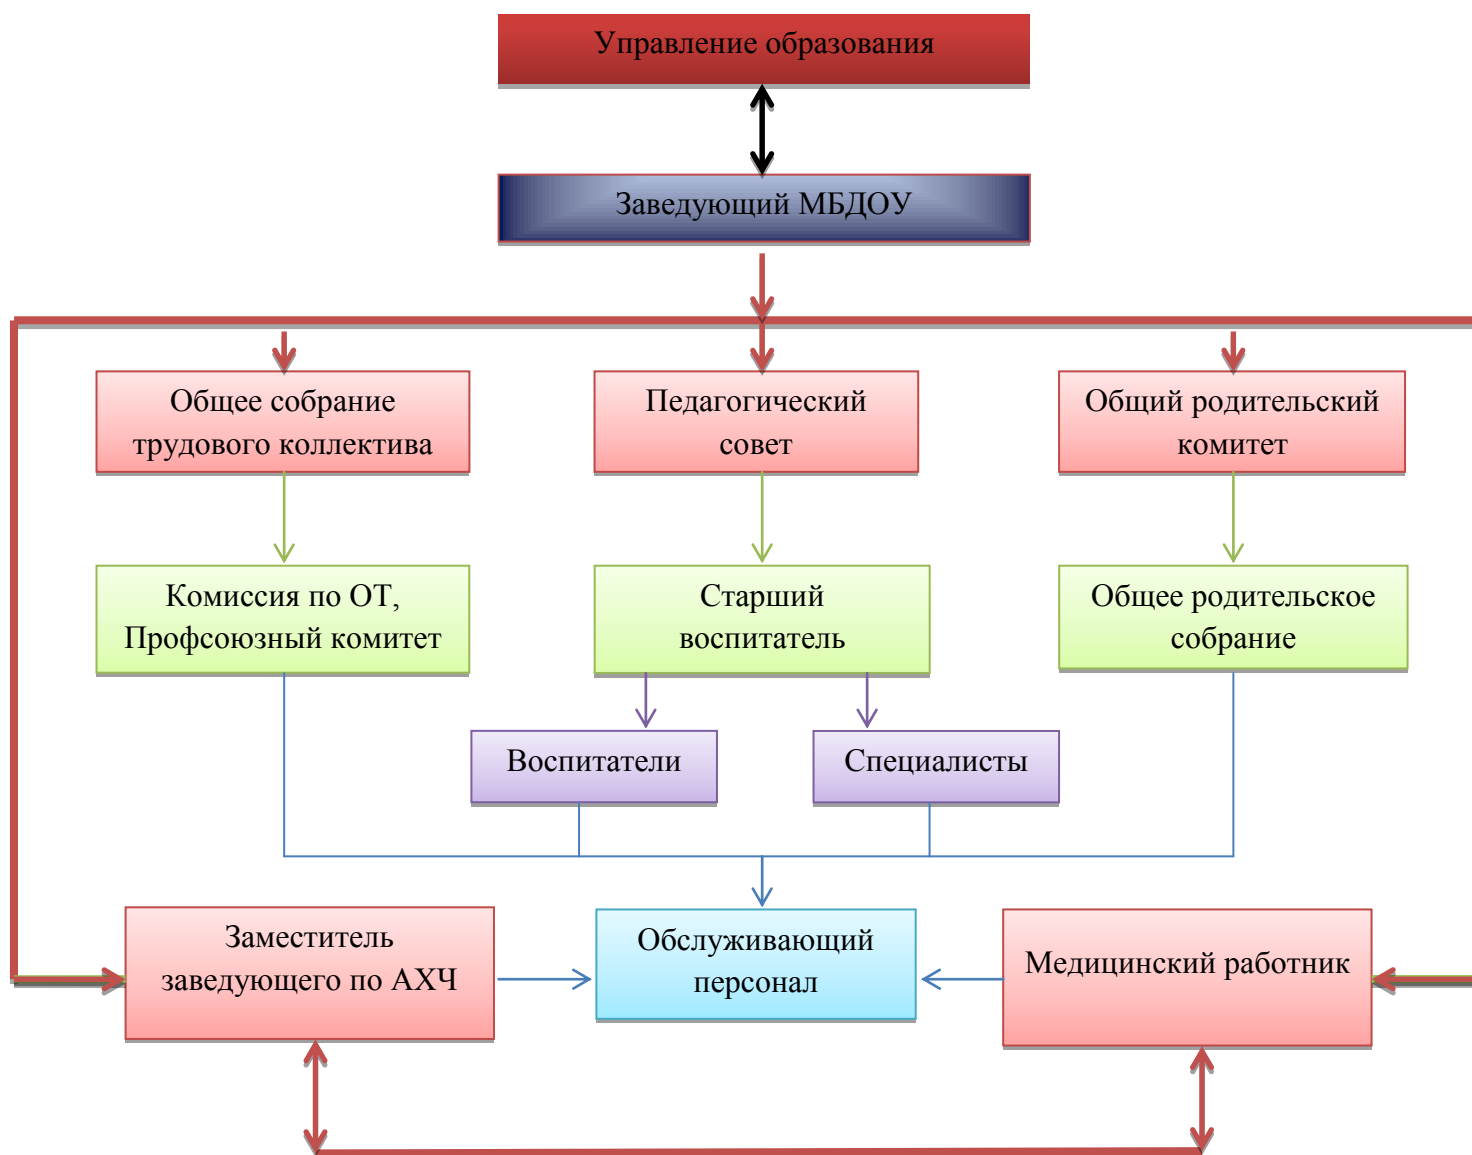 Управление образования
Заведующий МБДОУ
Общее собрание
трудового коллектива
Педагогический
совет
Общий родительский
комитет
Комиссия по ОТ,
Профсоюзный комитет
Старший
воспитатель
Общее родительское
собрание
Воспитатели
Специалисты
Заместитель
заведующего по АХЧ
Обслуживающий
персонал
Медицинский работник